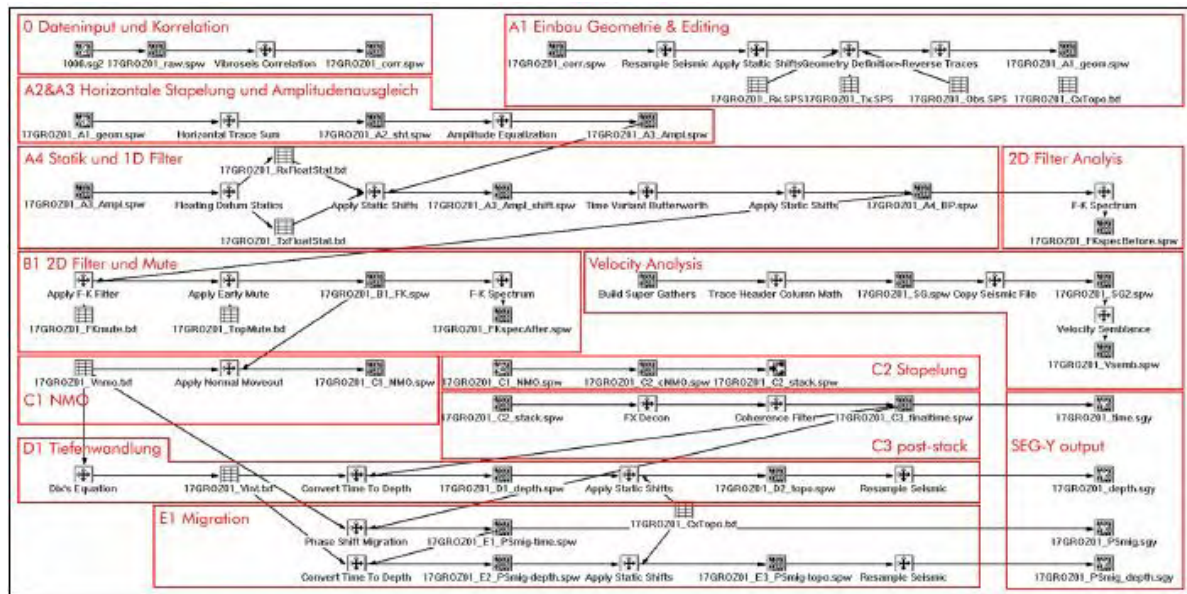 0 Dateninput und Korrelation
1000.sg2 17GROZ01_raw.spw Vibroseis Correlation 17GROZ01_corr.spw
A1 Einbau Geometrie & Editing
17GROZ01_corr.spw Resample Seismic Apply Static Shifts Geometry Definition Reverse Traces 17GROZ01_A1_geom.spw
17GROZ01_Rx.SPS 17GROZ01_Tx.SPS 17GROZ01_Obs.SPS 17GROZ01_CxTopo.txt
A2&A3 Horizontale Stapelung und Amplitudenausgleich
17GROZ01_A1_geom.spw Horizontal Trace Sum 17GROZ01_A2_sht.spw Amplitude Equalization 17GROZ01_A3_Ampl.spw
A4 Statik und 1D Filter
17GROZ01_RxFloatStat.txt
17GROZ01_A3_Ampl.spw Floating Datum Statics Apply Static Shifts 17GROZ01_A3_Ampl_shift.spw Time Variant Butterworth Apply Static Shifts 17GROZ01_A4_BP.spw
17GROZ01_TxFloatStat.txt
2D Filter Analyis
F-K Spectrum
17GROZ01_FKspecBefore.spw
B1 2D Filter und Mute
Apply F-K Filter Apply Early Mute 17GROZ01_B1_FK.spw F-K Spectrum
17GROZ01_FKmute.txt 17GROZ01_TopMute.txt 17GROZ01_FKspecAfter.spw
Velocity Analysis
Build Super Gathers Trace Header Column Math 17GROZ01_SG.spw Copy Seismic File 17GROZ01_SG2.spw
Velocity Semblance
17GROZ01_Vsemb.spw
17GROZ01_Vnmo.txt Apply Normal Moveout 17GROZ01_C1_NMO.spw
C1 NMO
17GROZ01_C1_NMO.spw 17GROZ01_C2_cNMO.spw 17GROZ01_C2_stack.spw
C2 Stapelung
17GROZ01_C2_stack.spw FX Decon Coherence Filter 17GROZ01_C3_finaltime.spw
C3 post-stack
17GROZ01_time.sgy
SEG-Y output
D1 Tiefenwandlung
Dix's Equation 17GROZ01_Vint.txt Convert Time To Depth 17GROZ01_D1_depth.spw Apply Static Shifts 17GROZ01_D2_topo.spw Resample Seismic 17GROZ01_depth.sgy
E1 Migration
17GROZ01_CxTopo.txt
Phase Shift Migration 17GROZ01_E1_PSmig-time.spw 17GROZ01_PSmig.sgy
Convert Time To Depth 17GROZ01_E2_PSmig-depth.spw Apply Static Shifts 17GROZ01_E3_PSmig-topo.spw Resample Seismic 17GROZ01_PSmig_depth.sgy